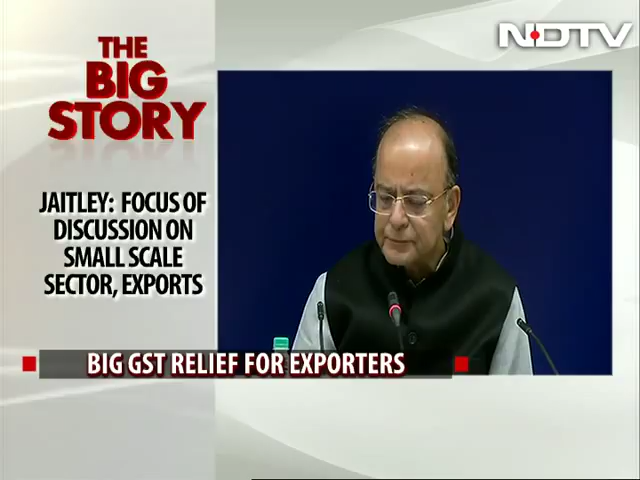 THE
BIG
STORY
NDTV
JAITLEY: FOCUS OF
DISCUSSION ON
SMALL SCALE
SECTOR, EXPORTS
BIG GST RELIEF FOR EXPORTERS